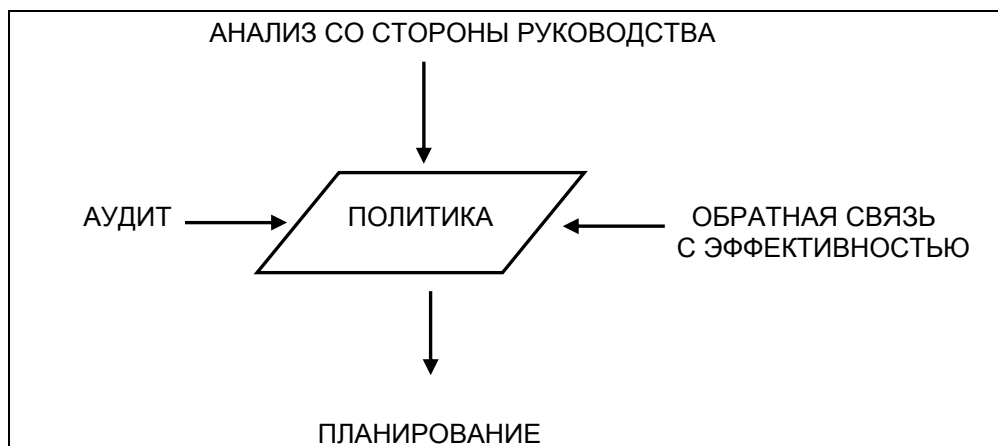 АНАЛИЗ СО СТОРОНЫ РУКОВОДСТВА
АУДИТ
ПОЛИТИКА
ОБРАТНАЯ СВЯЗЬ
С ЭФФЕКТИВНОСТЬЮ
ПЛАНИРОВАНИЕ